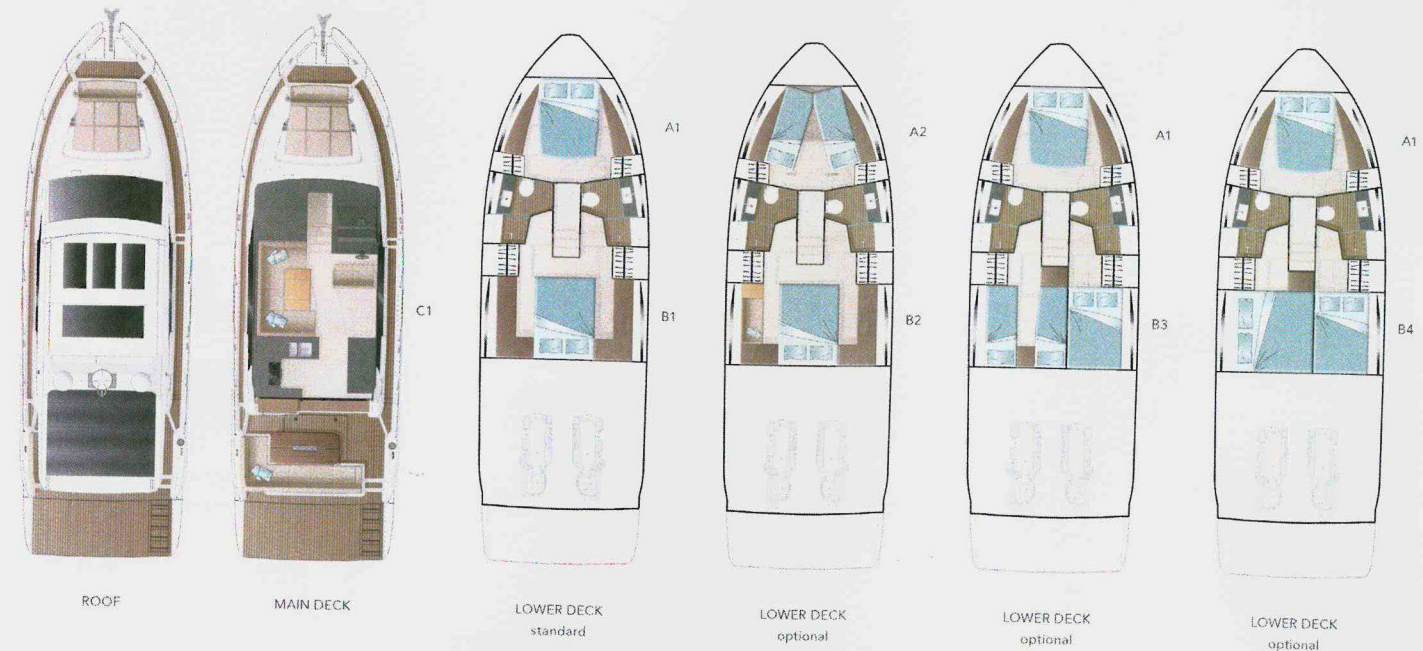 A1
A2
A1
A1
C1
B1
B2
B3
B4
ROOF
MAIN DECK
LOWER DECK
standard
LOWER DECK
optional
LOWER DECK
optional
LOWER DECK
optional